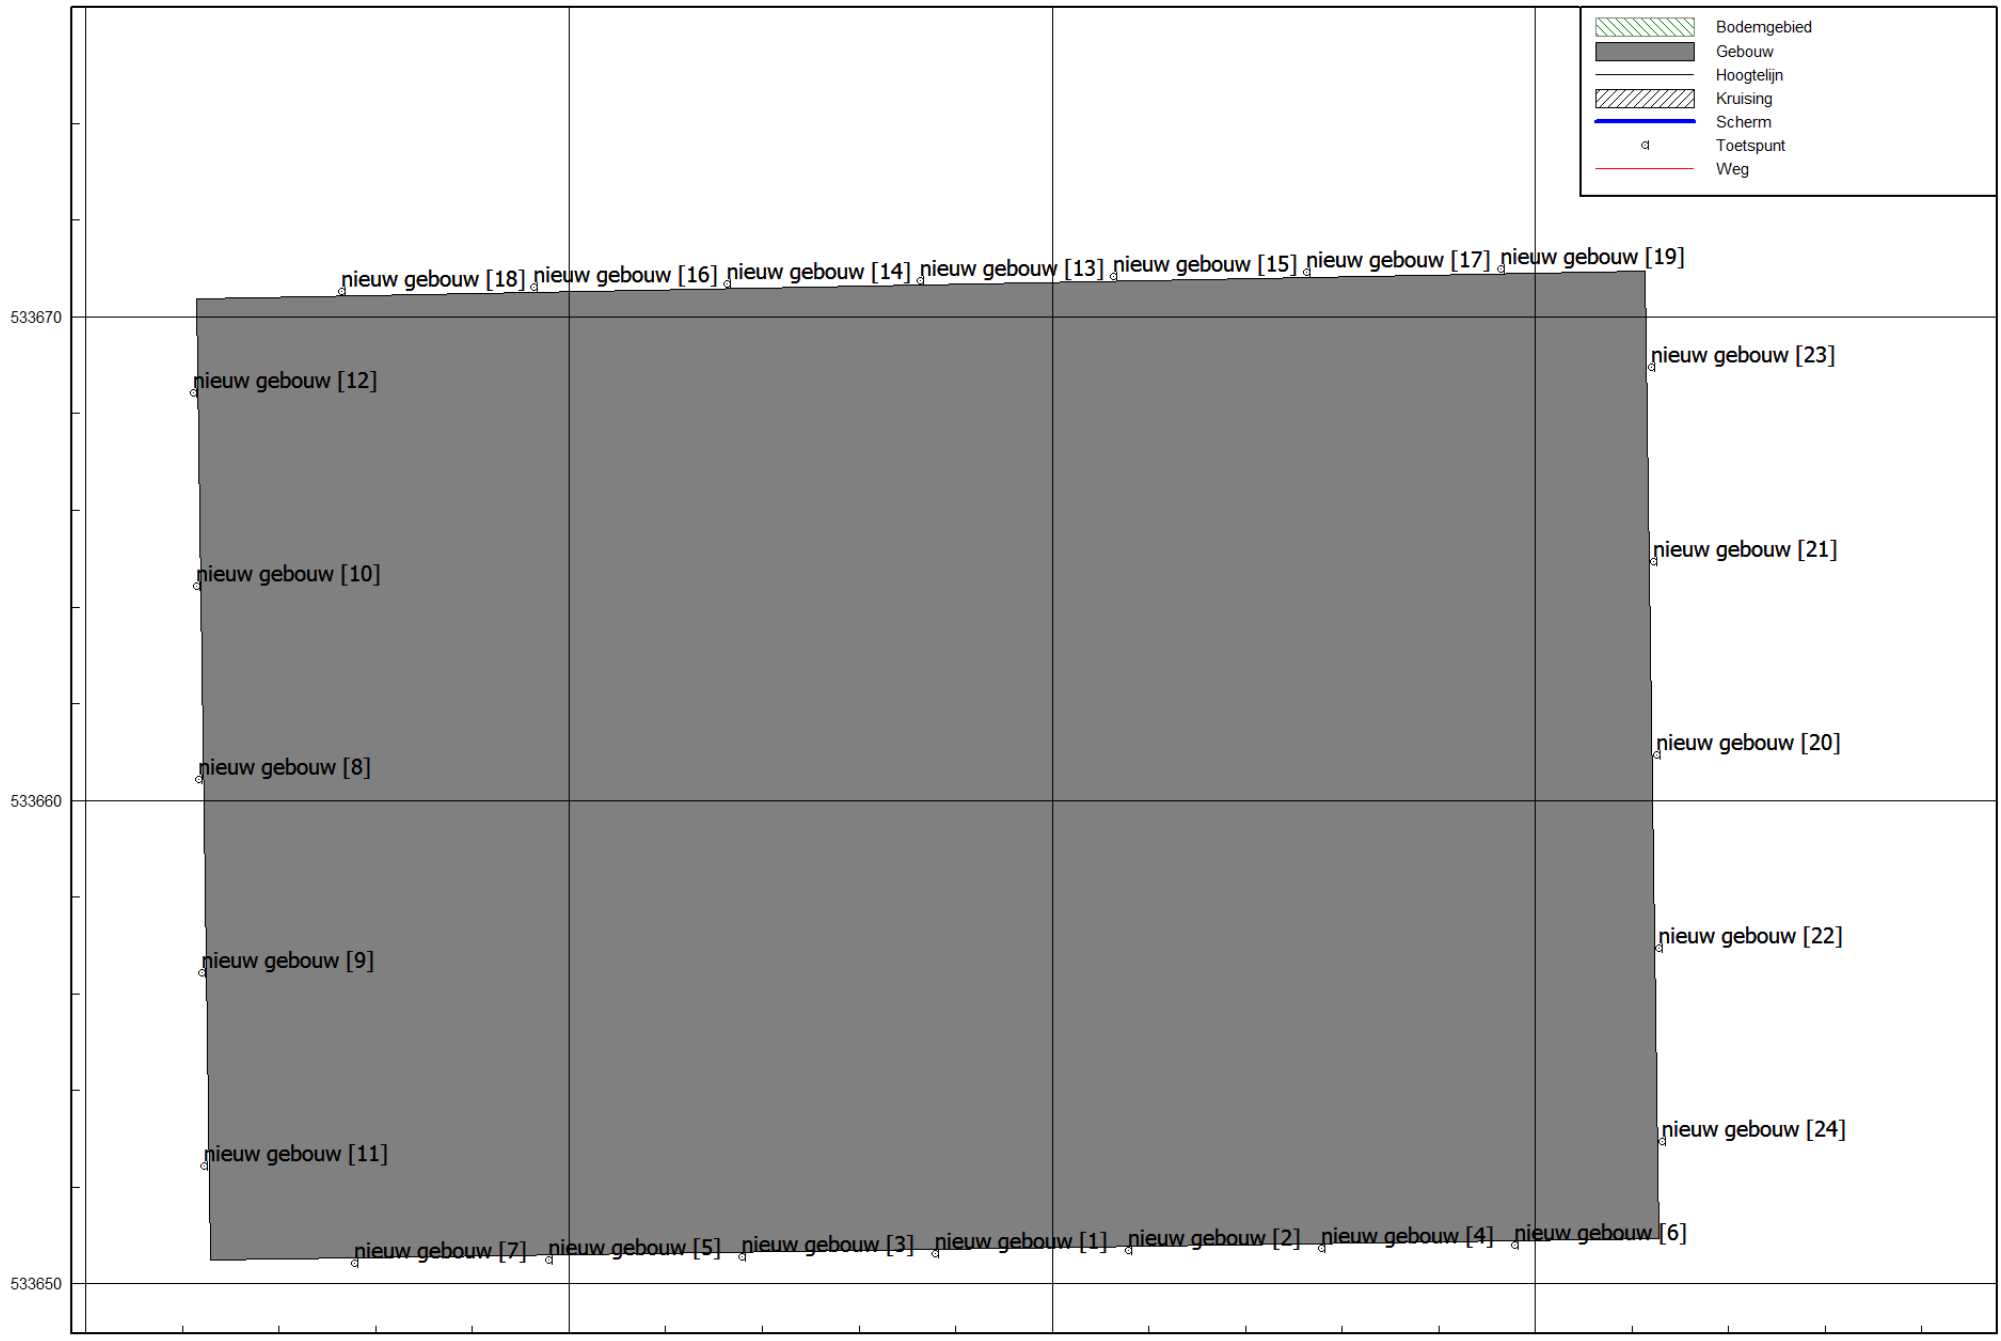 Bodemgebied
Gebouw
Hoogtelijn
Kruising
Scherm
Toetspunt
Weg
nieuw gebouw [18]
nieuw gebouw [16]
nieuw gebouw [14]
nieuw gebouw [13]
nieuw gebouw [15]
nieuw gebouw [17]
nieuw gebouw [19]
533670
nieuw gebouw [23]
nieuw gebouw [12]
nieuw gebouw [21]
nieuw gebouw [10]
nieuw gebouw [20]
nieuw gebouw [8]
533660
nieuw gebouw [22]
nieuw gebouw [9]
nieuw gebouw [24]
nieuw gebouw [11]
nieuw gebouw [7]
nieuw gebouw [5]
nieuw gebouw [3]
nieuw gebouw [1]
nieuw gebouw [2]
nieuw gebouw [4]
nieuw gebouw [6]
533650